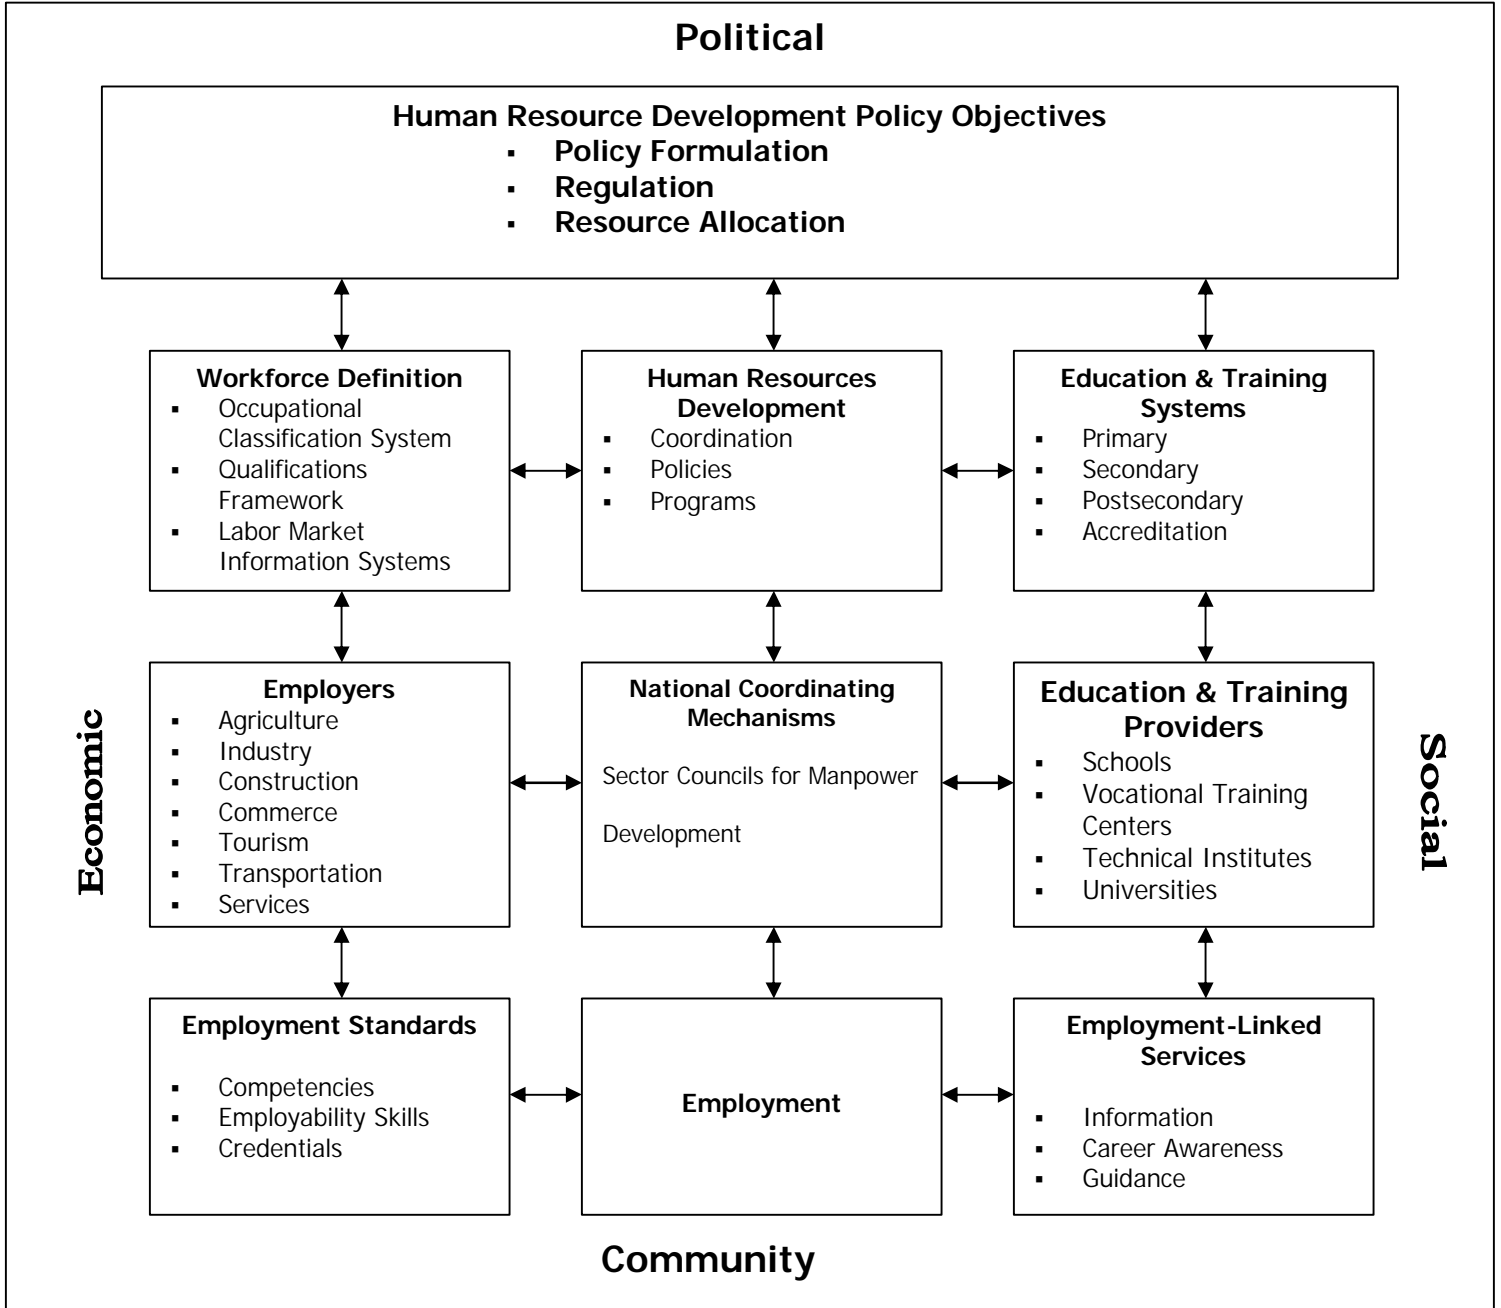 Political
Human Resource Development Policy Objectives
▪ Policy Formulation
▪ Regulation
▪ Resource Allocation
Workforce Definition
▪ Occupational
Classification System
▪ Qualifications
Framework
▪ Labor Market
Information Systems
Human Resources
Development
▪ Coordination
▪ Policies
▪ Programs
Education & Training
Systems
▪ Primary
▪ Secondary
▪ Postsecondary
▪ Accreditation
Economic
Employers
▪ Agriculture
▪ Industry
▪ Construction
▪ Commerce
▪ Tourism
▪ Transportation
▪ Services
National Coordinating
Mechanisms
Sector Councils for Manpower
Development
Education & Training
Providers
▪ Schools
▪ Vocational Training
Centers
▪ Technical Institutes
▪ Universities
Social
Employment Standards
▪ Competencies
▪ Employability Skills
▪ Credentials
Employment
Employment-Linked
Services
▪ Information
▪ Career Awareness
▪ Guidance
Community